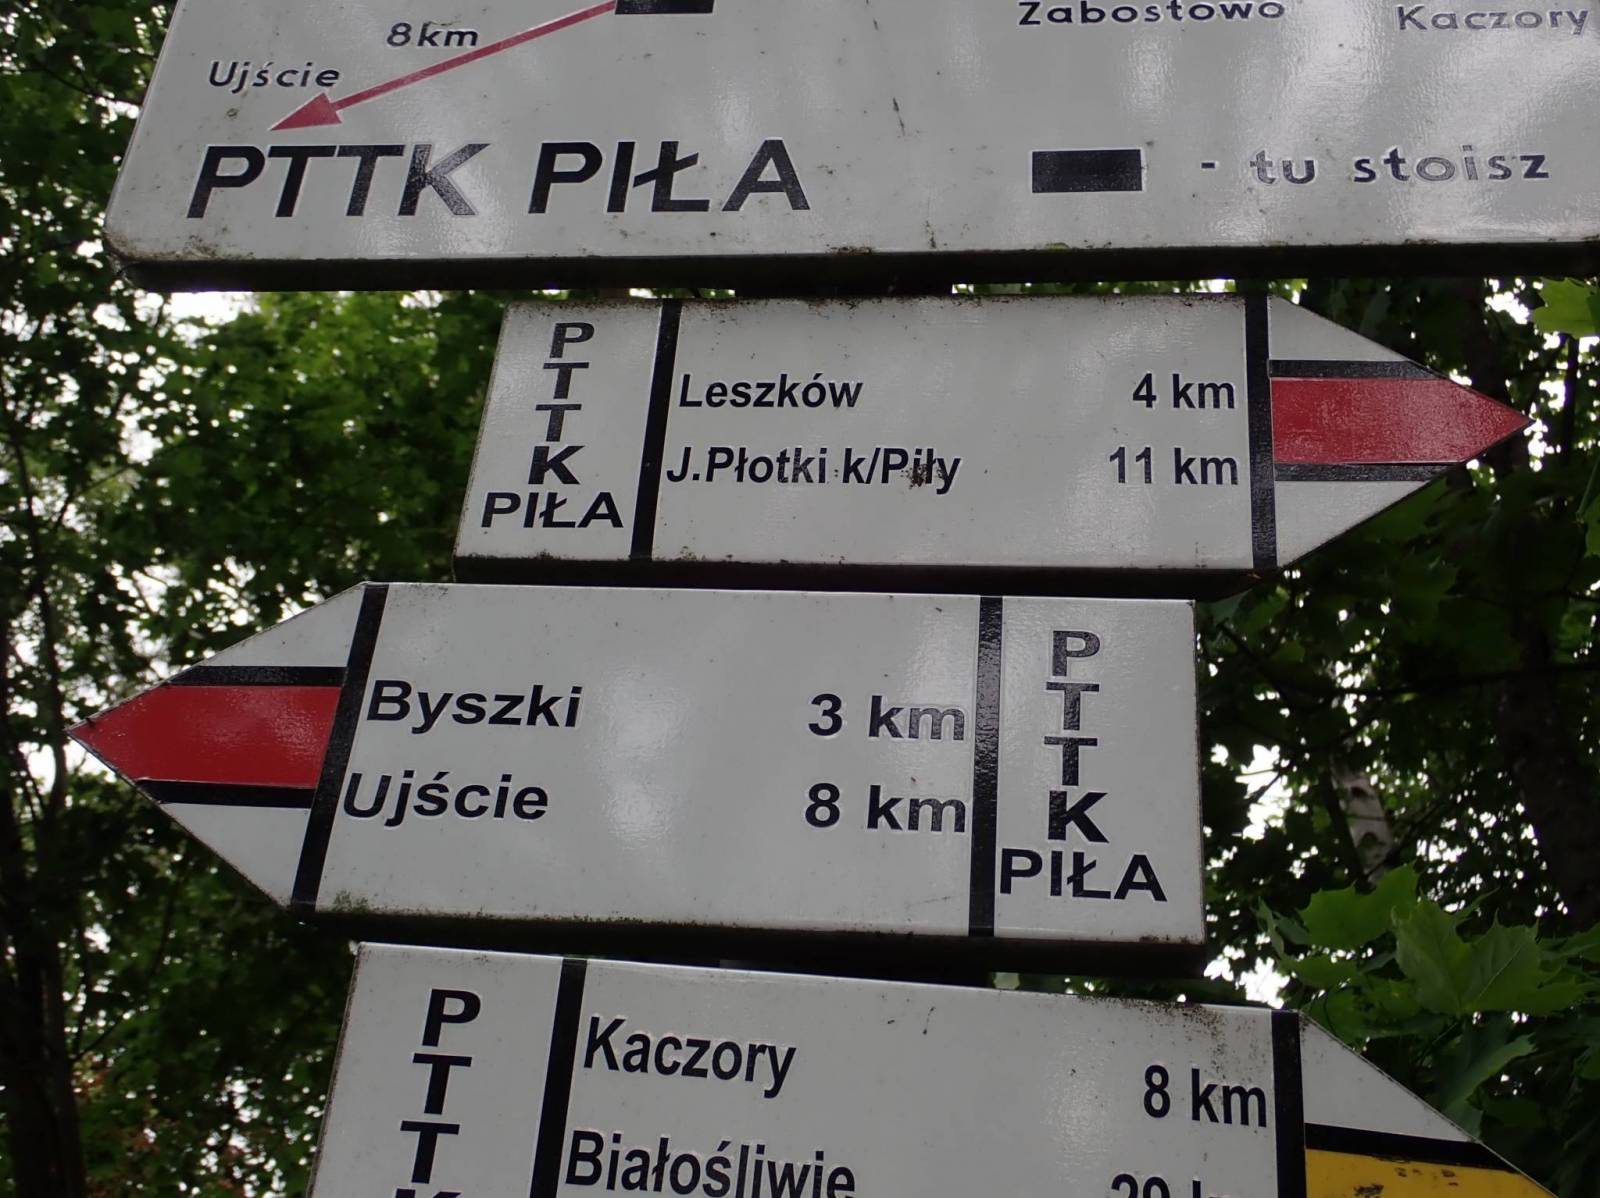 Zabostowo Kaczory
8km
Ujście
PTTK PIŁA
- tu stoisz
PTTK
PIŁA
Leszków 4 km
J.Płotki k/Piły 11 km
Byszki 3 km
Ujście 8 km
PTTK
PIŁA
PTTK
Kaczory 8 km
Białośliwie